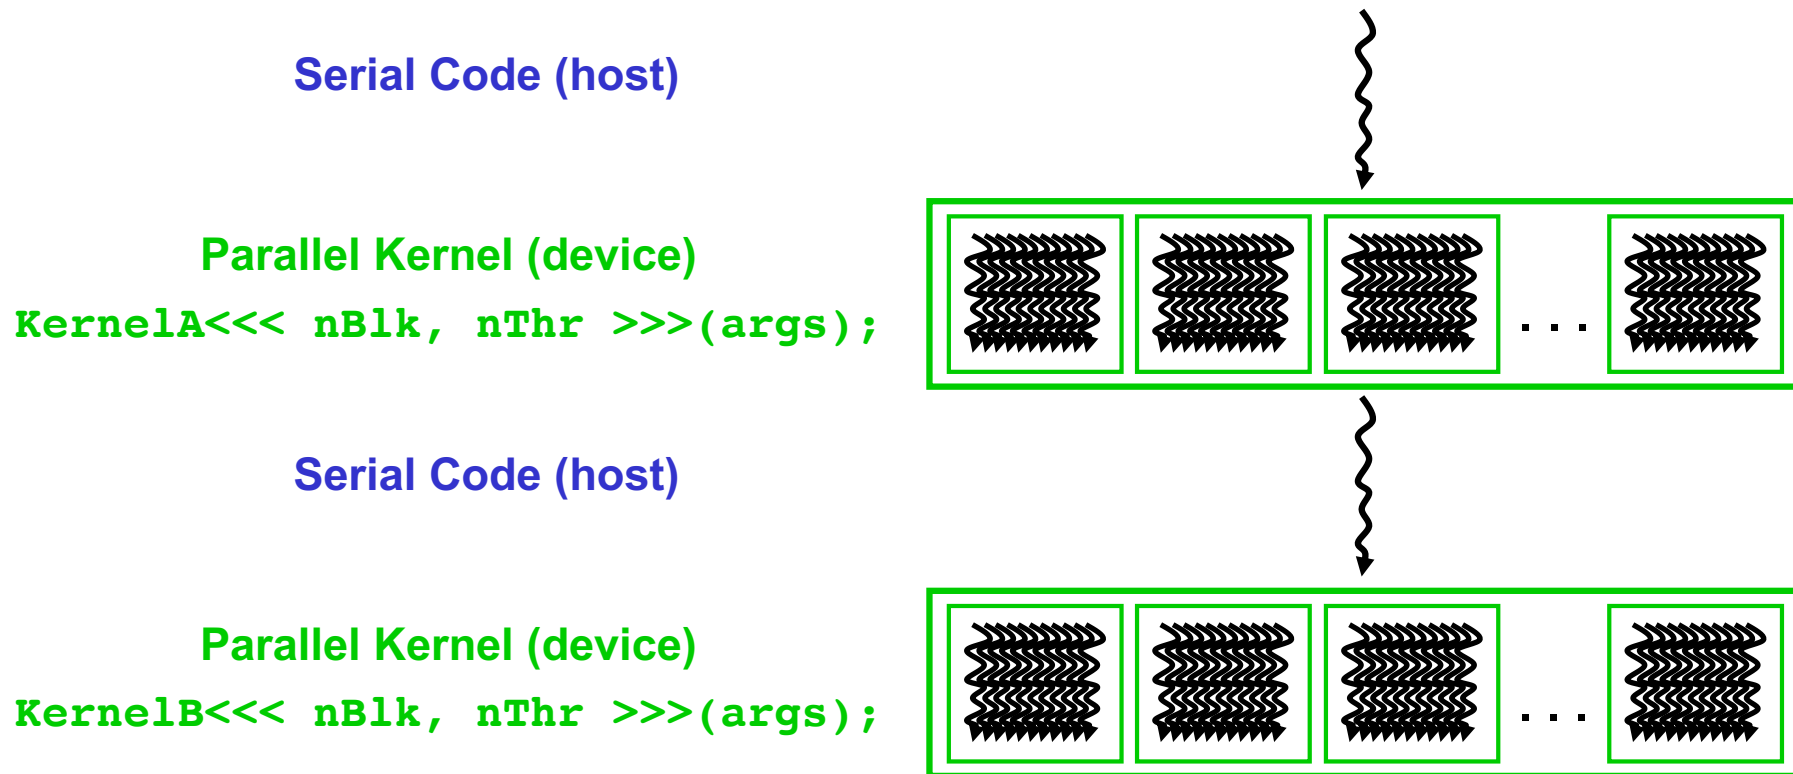 Serial Code (host)
Parallel Kernel (device)
KernelA<<< nBlk, nThr >>>(args);
. . .
Serial Code (host)
Parallel Kernel (device)
KernelB<<< nBlk, nThr >>>(args);
. . .